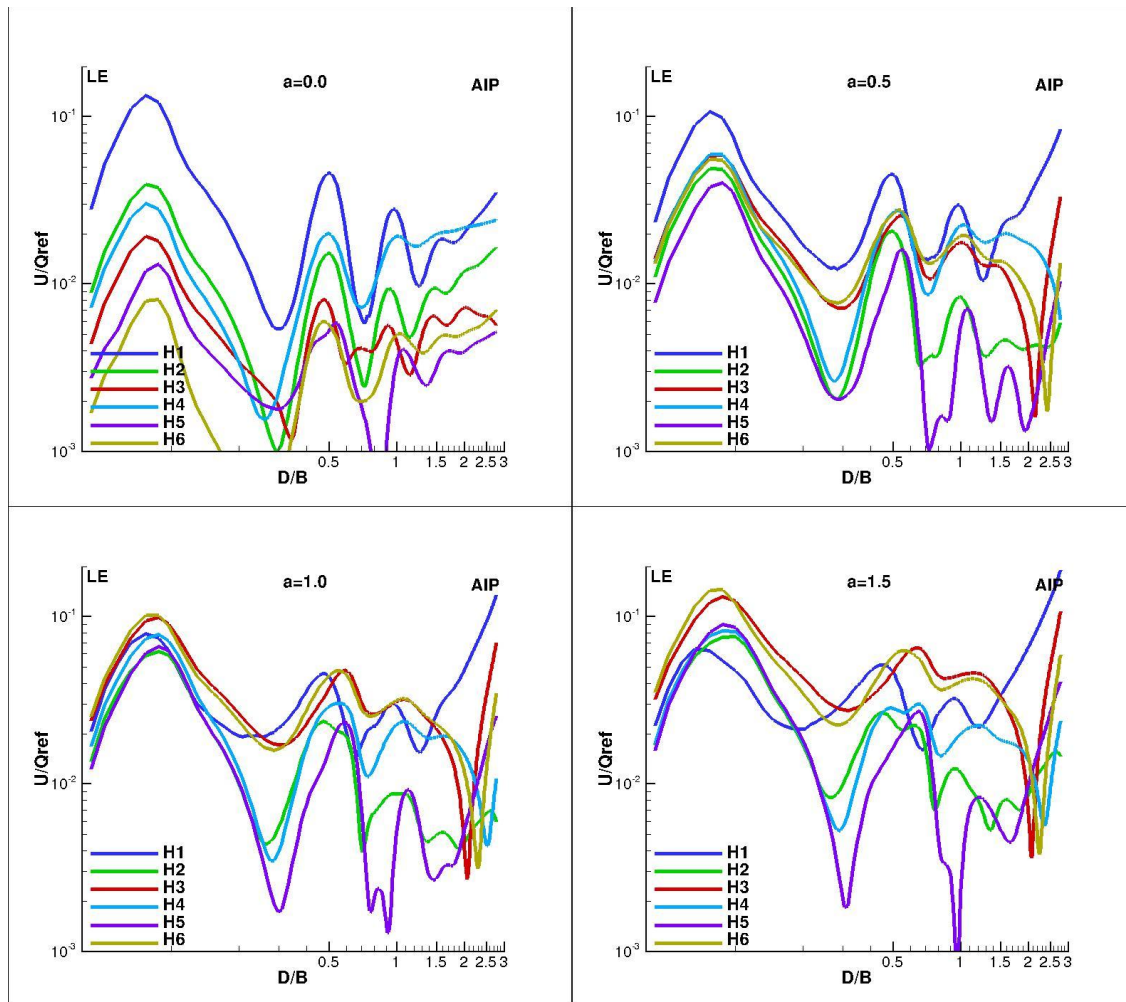 LE a=0.0 AIP
10-1
10-2
10-3
U/Qref
H1
H2
H3
H4
H5
H6
0.5 1 1.5 2 2.5 3
D/B
LE a=0.5 AIP
10-1
10-2
10-3
U/Qref
H1
H2
H3
H4
H5
H6
0.5 1 1.5 2 2.5 3
D/B
LE a=1.0 AIP
10-1
10-2
10-3
U/Qref
H1
H2
H3
H4
H5
H6
0.5 1 1.5 2 2.5 3
D/B
LE a=1.5 AIP
10-1
10-2
10-3
U/Qref
H1
H2
H3
H4
H5
H6
0.5 1 1.5 2 2.5 3
D/B